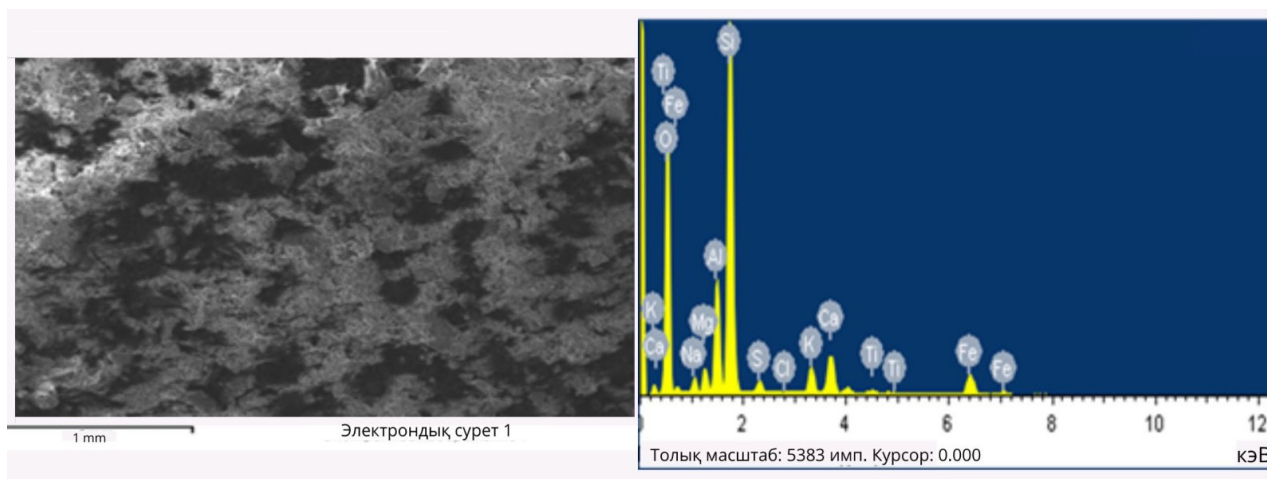 1 mm
Электрондық сурет 1
Ti
Fe
O
Si
Al
K
Ca
Mg
Na
S
Cl
K
Ca
Ti
Ti
Fe
Fe
2 4 6 8 10 12
Толық масштаб: 5383 имп. Курсор: 0.000
кэВ